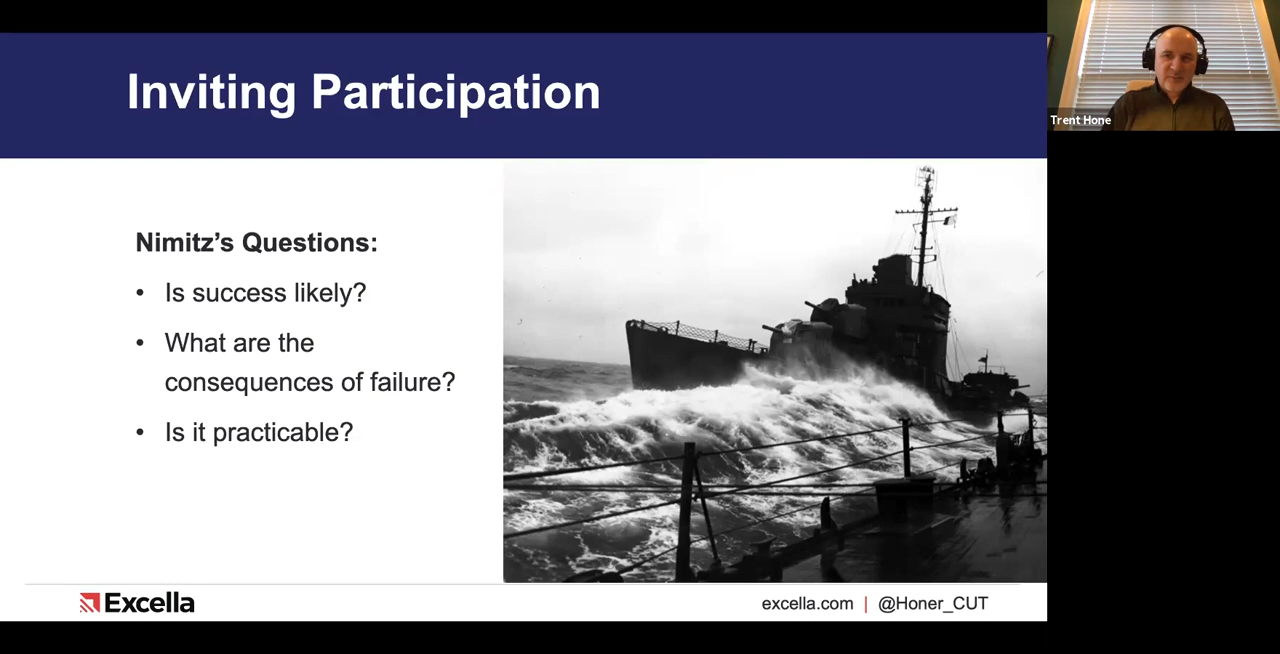 Inviting Participation
Trent Hone
Nimitz’s Questions:
• Is success likely?
• What are the
consequences of failure?
• Is it practicable?
Excella
excella.com | @Honer_CUT